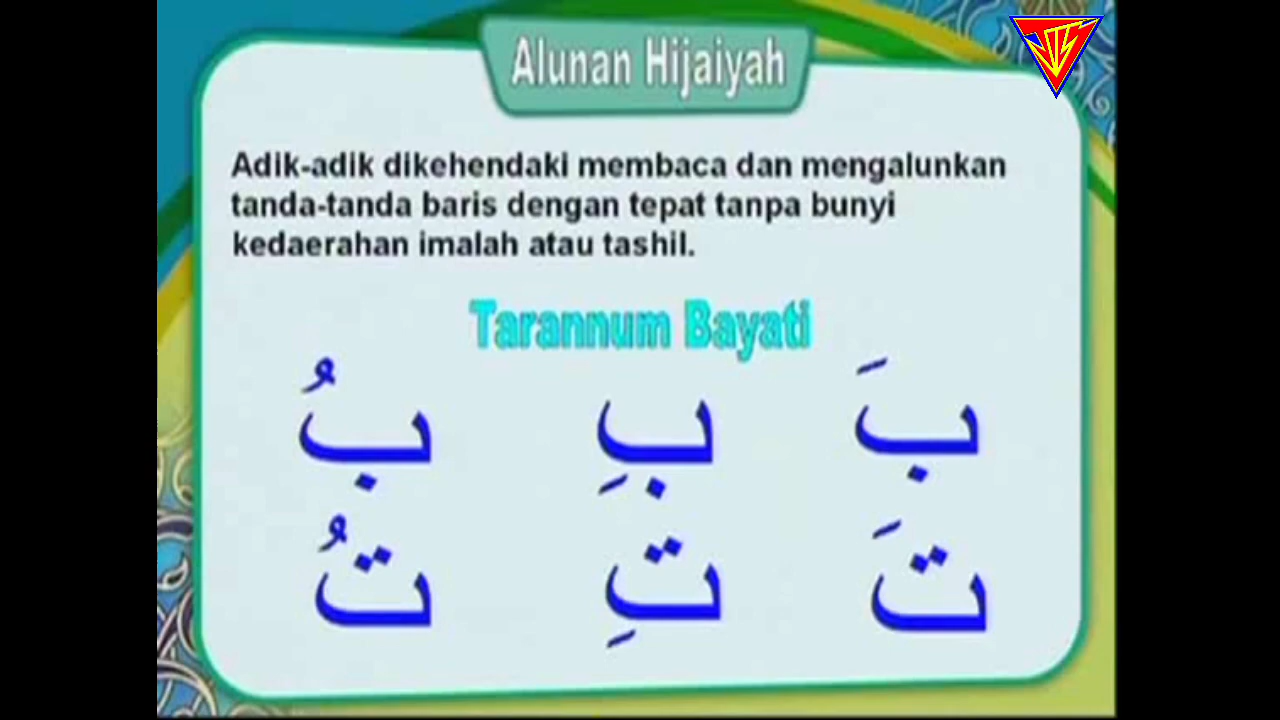 Alunan Hijaiyah
Adik-adik dikehendaki membaca dan mengalunkan
tanda-tanda baris dengan tepat tanpa bunyi
kedaerahan imalah atau tashil.
Tarannum Bayati
بَ بِ بُ
تَ تِ تُ